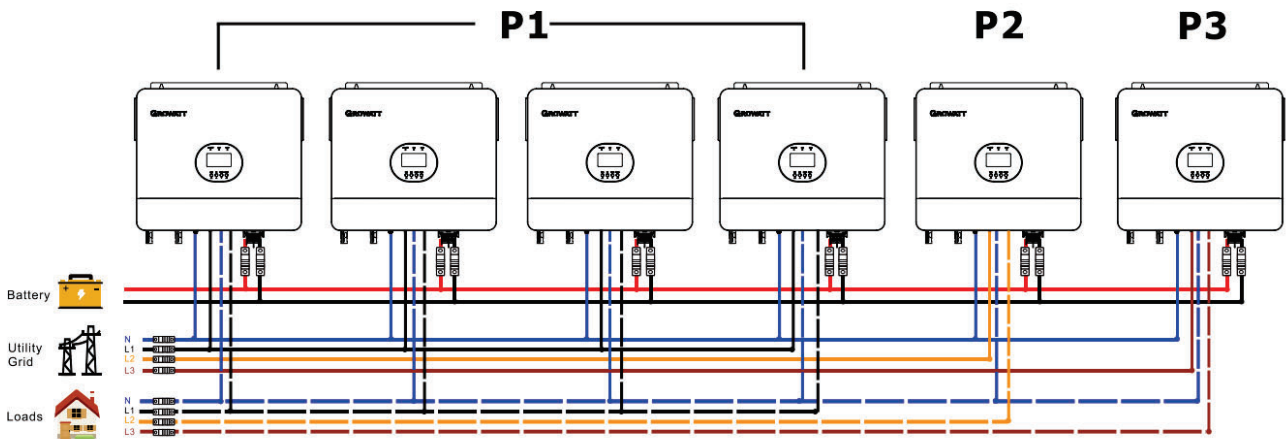 P1 P2 P3
GROWATT GROWATT GROWATT GROWATT GROWATT GROWATT
Battery
+ -
Utility
Grid
N
L1
L2
L3
Loads
N
L1
L2
L3